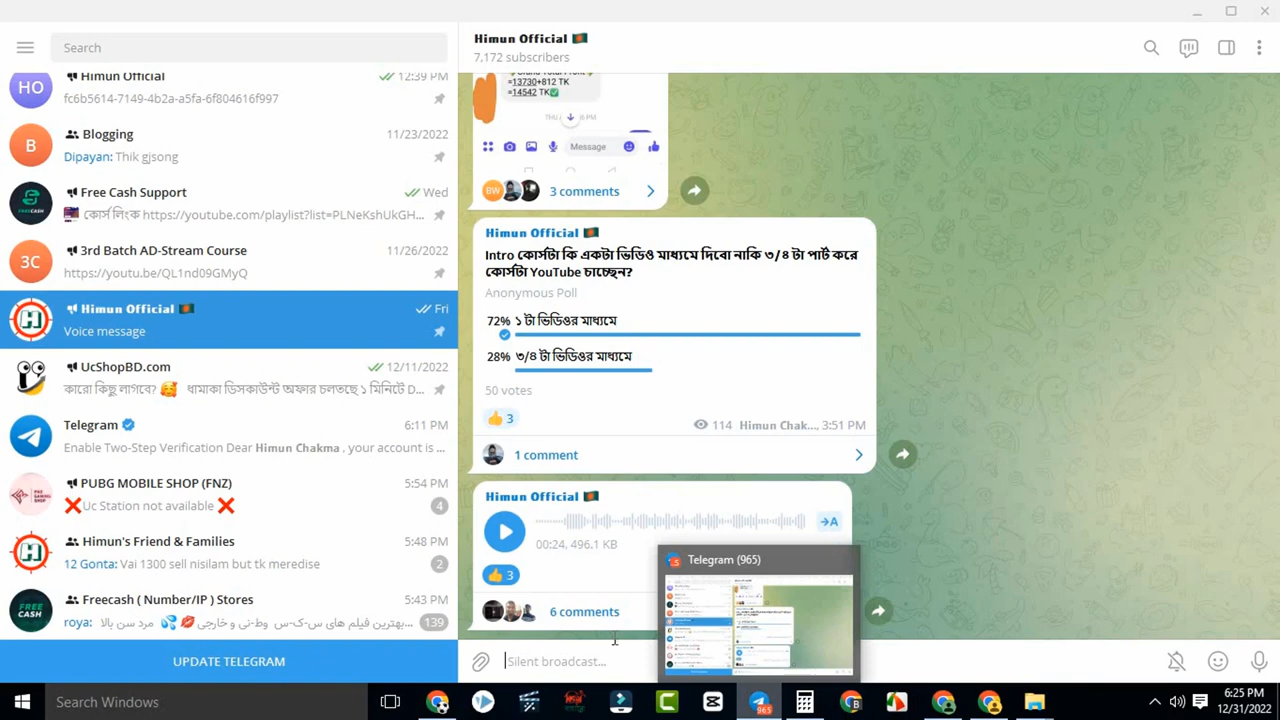 Search
Himun Official
12:39 PM
fc6b5614-7149-4b2a-a5fa-6f804616f997
Blogging
11/23/2022
Dipayan: Thik gjsong
Free Cash Support
Wed
কোর্স লিংক https://youtube.com/playlist?list=PLNeKshUkGH...
3C
3rd Batch AD-Stream Course
11/26/2022
https://youtu.be/QL1nd09GMyQ
Himun Official 🇧🇩
Fri
Voice message
UcShopBD.com
12/11/2022
কারো কিছু লাগবে? 🥰 ধামাকা ডিসকাউন্ট অফার চলতছে ১ মিনিটে D...
Telegram
6:11 PM
Enable Two-Step Verification Dear Himun Chakma , your account is ...
PUBG MOBILE SHOP (FNZ)
5:54 PM
❌Uc Station not available ❌
4
Himun's Friend & Families
5:48 PM
12 Gonta: Vai 1300 sell nisilam but tk meredise
2
Freecash ( Number/IP ) Stores
:43 PM
139
UPDATE TELEGRAM
Himun Official 🇧🇩
7,172 subscribers
=13730+812 TK
=14542 TK✅
Message
BW
3 comments
Himun Official 🇧🇩
Intro কোর্সটা কি একটা ভিডিও মাধ্যমে দিবো নাকি ৩/৪ টা পার্ট করে
কোর্সটা YouTube চাচ্ছেন?
Anonymous Poll
72% ১ টা ভিডিওর মাধ্যমে
28% ৩/৪ টা ভিডিওর মাধ্যমে
50 votes
👍 3
114 Himun Chak..., 3:51 PM
1 comment
Himun Official 🇧🇩
→A
00:24, 496.1 KB
👍 3
6 comments
Telegram (965)
Silent broadcast...
Search Windows
965
6:25 PM
12/31/2022